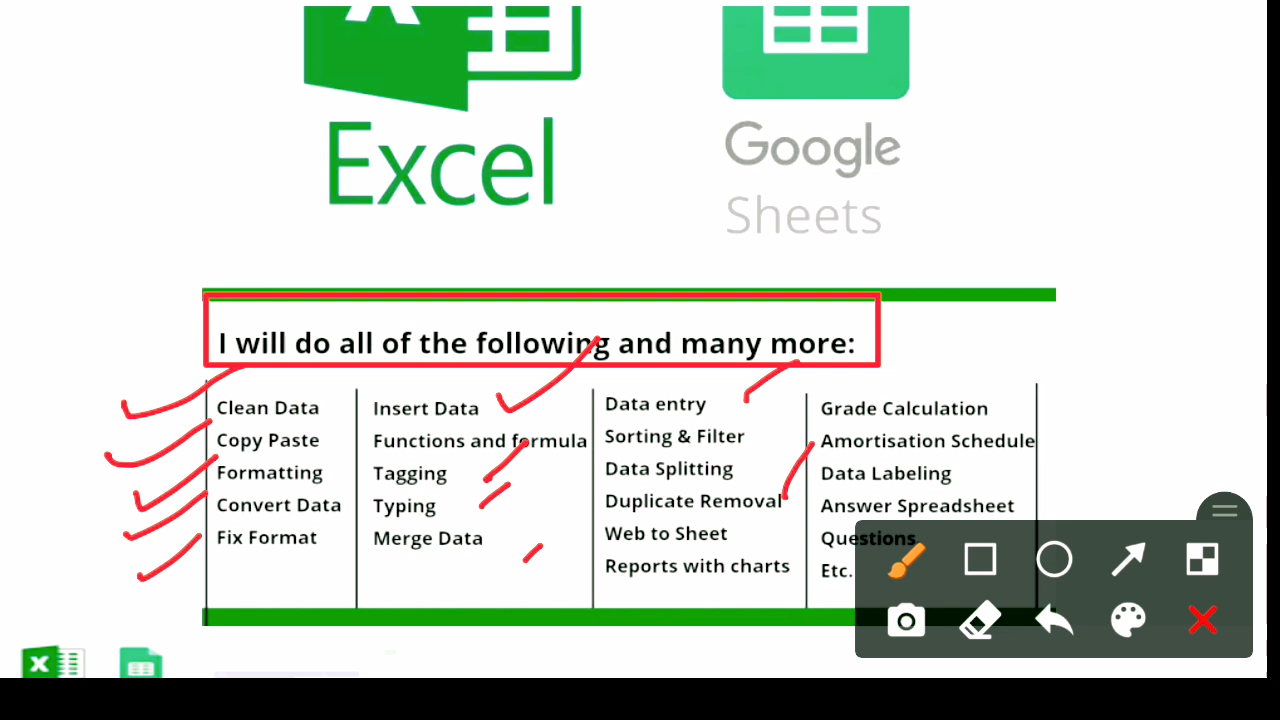 Excel
Google
Sheets
I will do all of the following and many more:
Clean Data
Copy Paste
Formatting
Convert Data
Fix Format
Insert Data
Functions and formula
Tagging
Typing
Merge Data
Data entry
Sorting & Filter
Data Splitting
Duplicate Removal
Web to Sheet
Reports with charts
Grade Calculation
Amortisation Schedule
Data Labeling
Answer Spreadsheet
Questions
Etc.